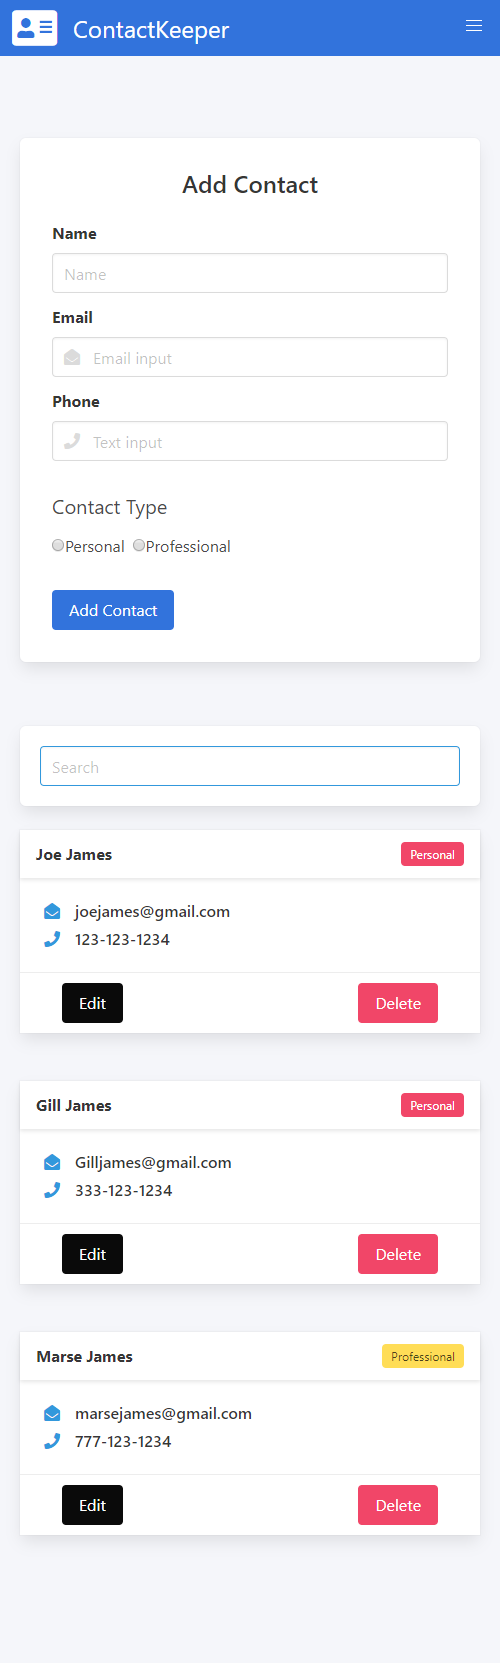 ContactKeeper
Add Contact
Name
Name
Email
Email input
Phone
Text input
Contact Type
Personal Professional
Add Contact
Search
Joe James Personal
joejames@gmail.com
123-123-1234
Edit Delete
Gill James Personal
Gilljames@gmail.com
333-123-1234
Edit Delete
Marse James Professional
marsejames@gmail.com
777-123-1234
Edit Delete